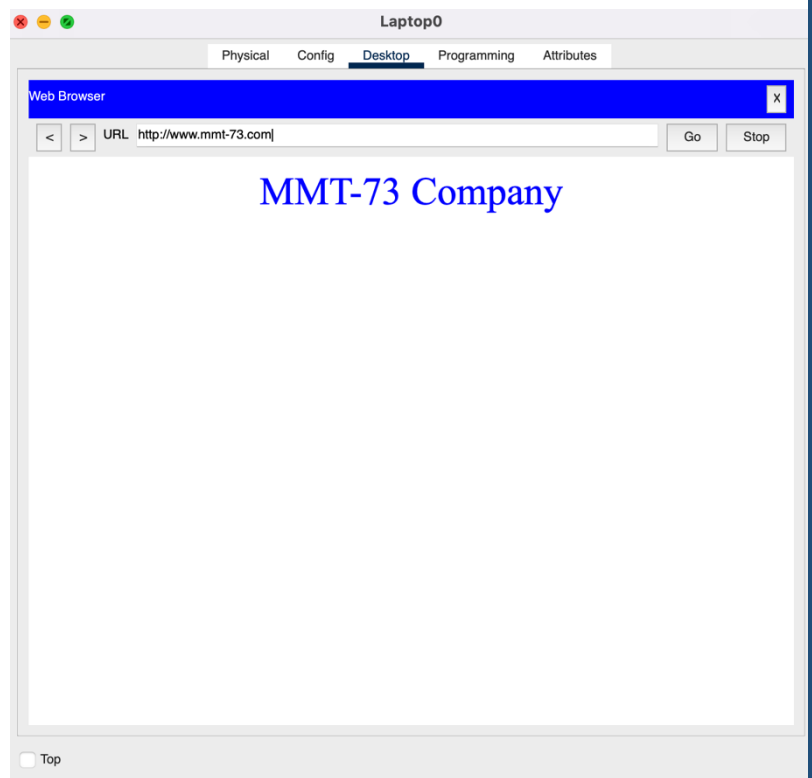 Laptop0
Physical Config Desktop Programming Attributes
Web Browser
X
< > URL http://www.mmt-73.com Go Stop
MMT-73 Company
Top